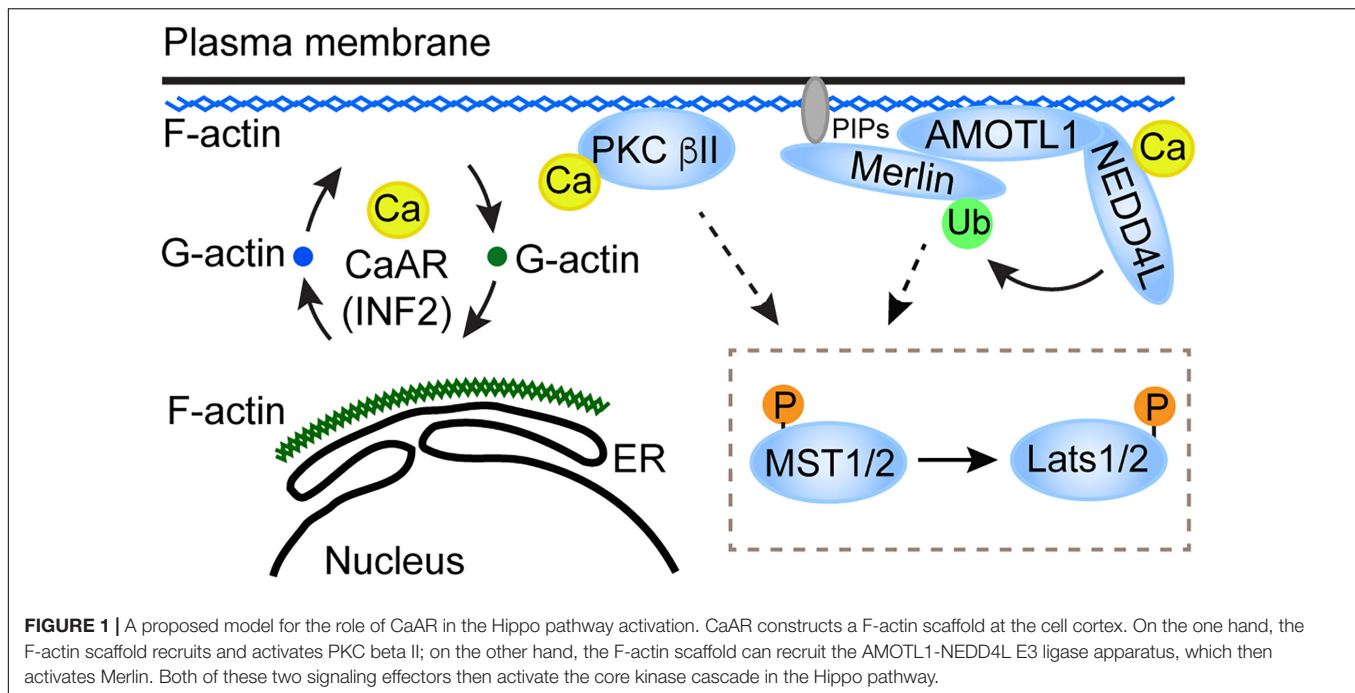 Plasma membrane
F-actin
PKC βII
Ca
PIPs
AMOTL1
Merlin
NEDD4L
Ca
Ub
Ca
G-actin
CaAR
(INF2)
G-actin
F-actin
ER
Nucleus
P
MST1/2
P
Lats1/2
FIGURE 1 | A proposed model for the role of CaAR in the Hippo pathway activation. CaAR constructs a F-actin scaffold at the cell cortex. On the one hand, the
F-actin scaffold recruits and activates PKC beta II; on the other hand, the F-actin scaffold can recruit the AMOTL1-NEDD4L E3 ligase apparatus, which then
activates Merlin. Both of these two signaling effectors then activate the core kinase cascade in the Hippo pathway.